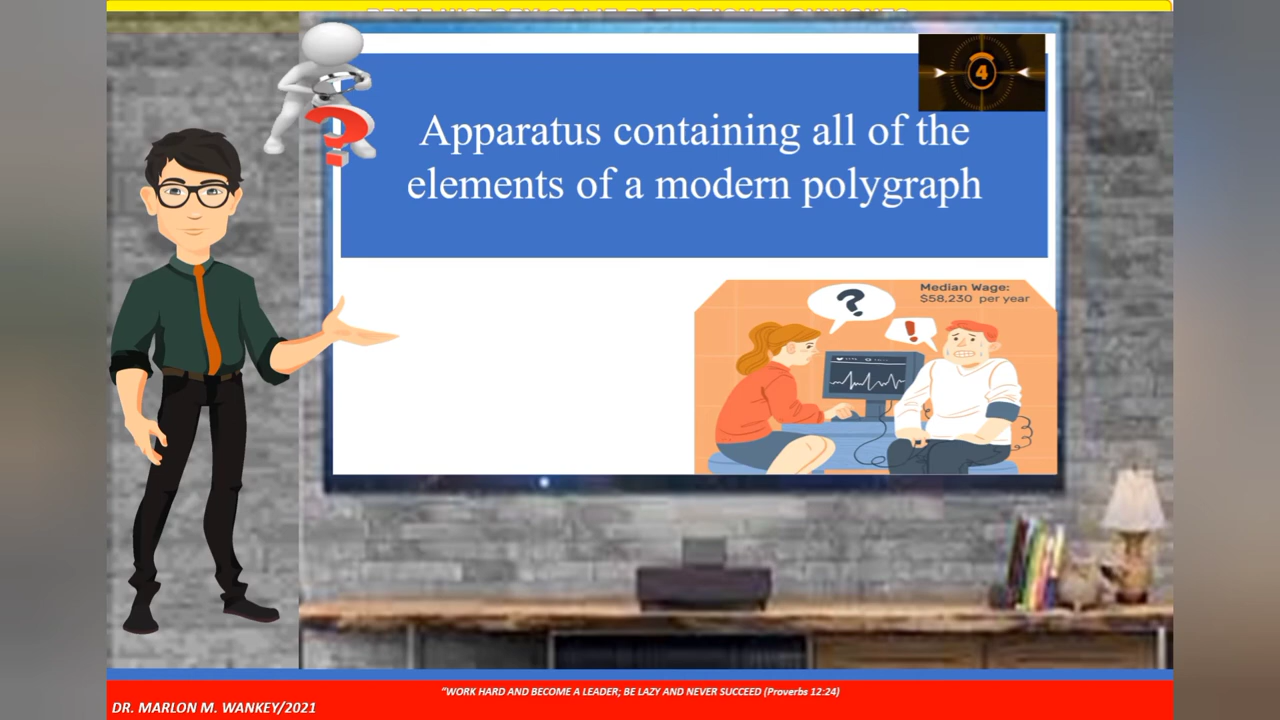 4
Apparatus containing all of the
elements of a modern polygraph
?
Median Wage:
$58,230 per year
?
!
"WORK HARD AND BECOME A LEADER; BE LAZY AND NEVER SUCCEED (Proverbs 12:24)
DR. MARLON M. WANKEY/2021